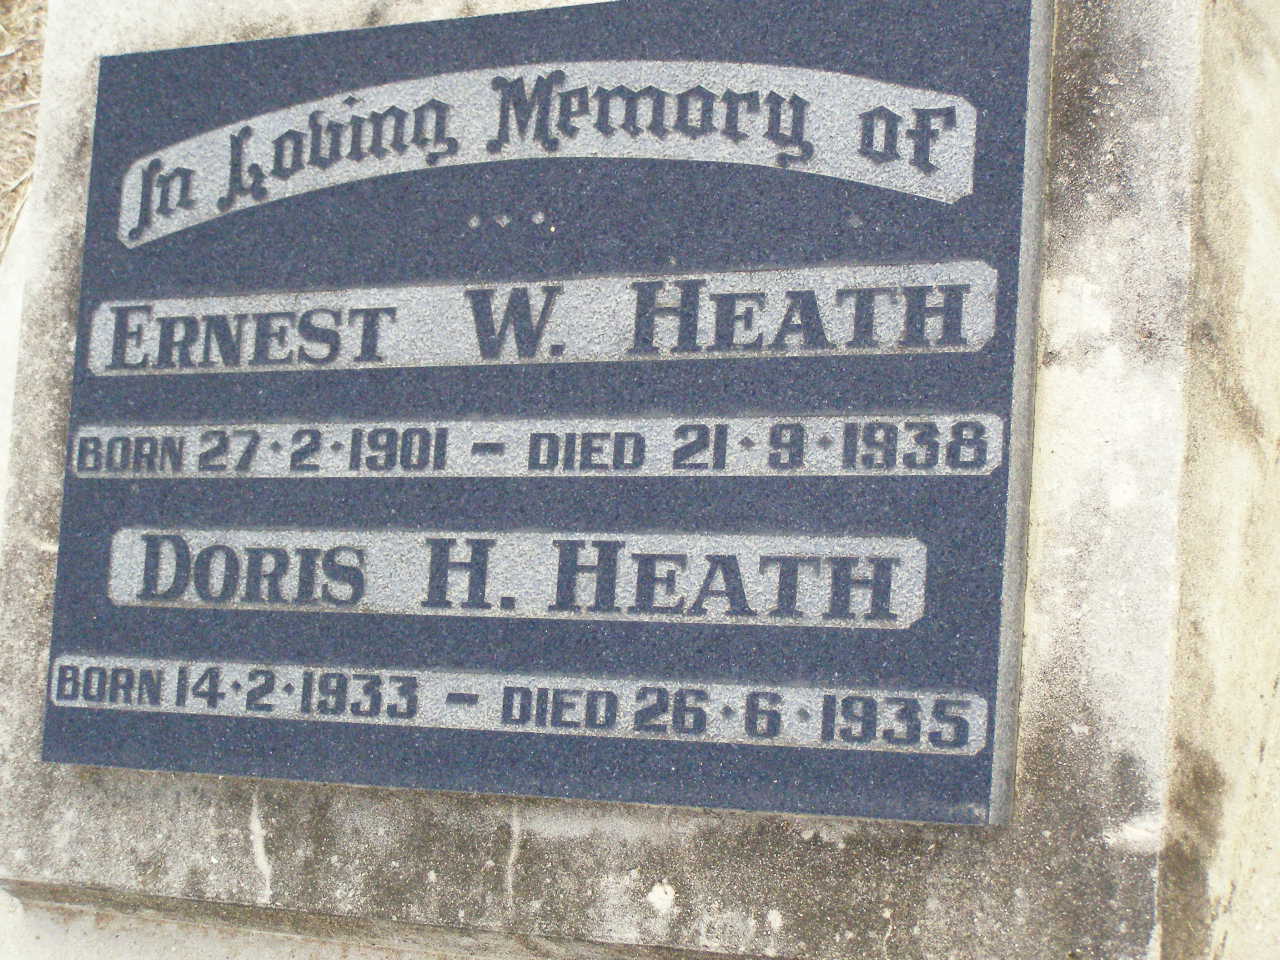 In Loving Memory of
ERNEST W. HEATH
BORN 27·2·1901 – DIED 21·9·1938
DORIS H. HEATH
BORN 14·2·1933 – DIED 26·6·1935